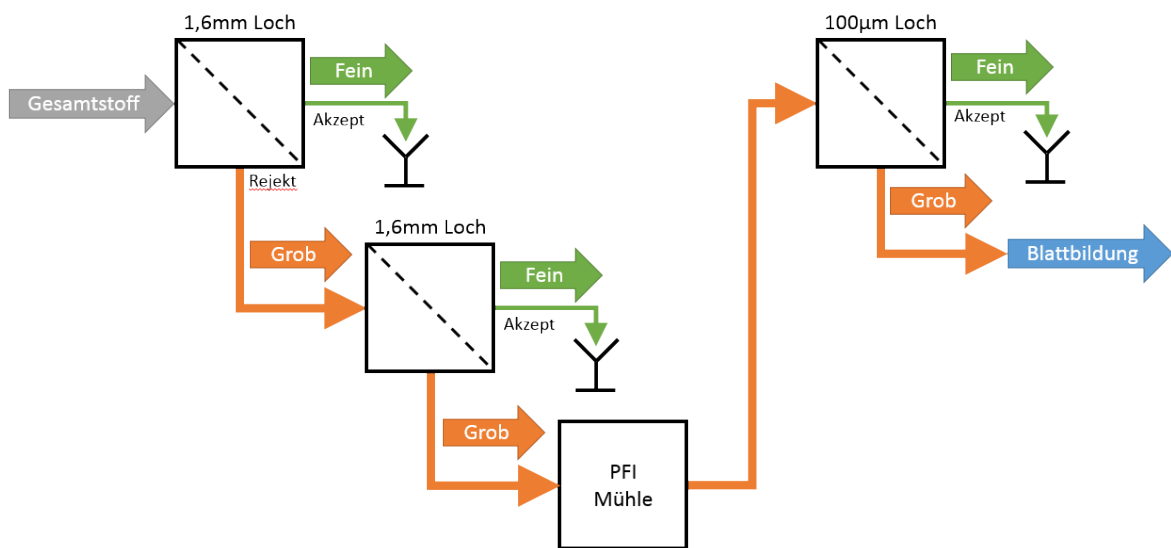 1,6mm Loch
Gesamtstoff
Fein
Akzept
Rejekt
Grob
1,6mm Loch
Fein
Akzept
Grob
PFI
Mühle
100µm Loch
Fein
Akzept
Grob
Blattbildung